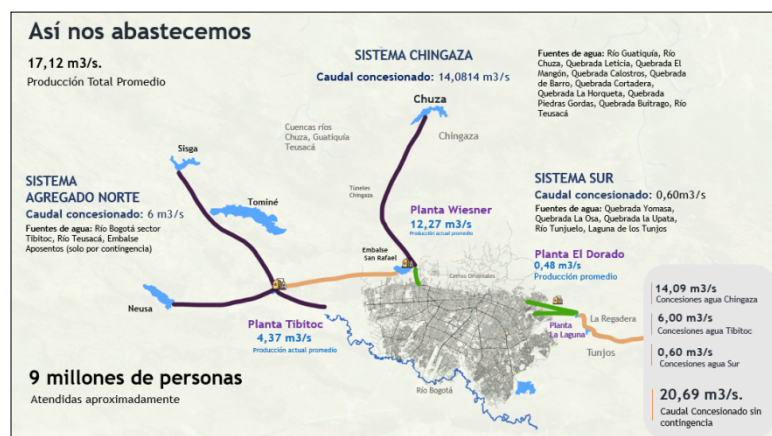 Así nos abastecemos
17,12 m3/s.
Producción Total Promedio
SISTEMA CHINGAZA
Caudal concesionado: 14,0814 m3/s
Fuentes de agua: Río Guatiquía, Río
Chuza, Quebrada Leticia, Quebrada El
Mangón, Quebrada Calostros, Quebrada
de Barro, Quebrada Cortadera,
Quebrada La Horqueta, Quebrada
Piedras Gordas, Quebrada Buitrago, Río
Teusacá
Chuza
Cuencas ríos
Chuza, Guatiquía
Teusacá
Chingaza
Sisga
SISTEMA
AGREGADO NORTE
Caudal concesionado: 6 m3/s
Fuentes de agua: Río Bogotá sector
Tibitoc, Río Teusacá, Embalse
Aposentos (solo por contingencia)
Tominé
Túneles
Chingaza
SISTEMA SUR
Caudal concesionado: 0,60m3/s
Fuentes de agua: Quebrada Yomasa,
Quebrada La Osa, Quebrada la Upata,
Río Tunjuelo, Laguna de los Tunjos
Planta Wiesner
12,27 m3/s
Producción actual promedio
Embalse
San Rafael
Cerros Orientales
Planta El Dorado
0,48 m3/s
Producción promedio
Neusa
Planta Tibitoc
4,37 m3/s
Producción actual promedio
La Regadera
Planta
La Laguna
Tunjos
14,09 m3/s
Concesiones agua Chingaza
6,00 m3/s
Concesiones agua Tibitoc
0,60 m3/s
Concesiones agua Sur
20,69 m3/s.
Caudal Concesionado sin
contingencia
9 millones de personas
Atendidas aproximadamente
Río Bogotá